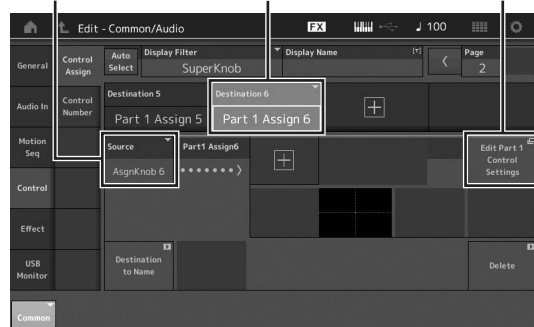 Edit - Common/Audio
FX
♩ 100
General
Control Assign
Auto Select
Display Filter
SuperKnob
Display Name
[T]
Page
2
Audio In
Control Number
Destination 5
Part 1 Assign 5
Destination 6
Part 1 Assign 6
+
Motion Seq
Source
AsgnKnob 6
Part1 Assign6
+
Edit Part 1
Control
Settings
Control
Effect
USB Monitor
Destination
to Name
Delete
Common